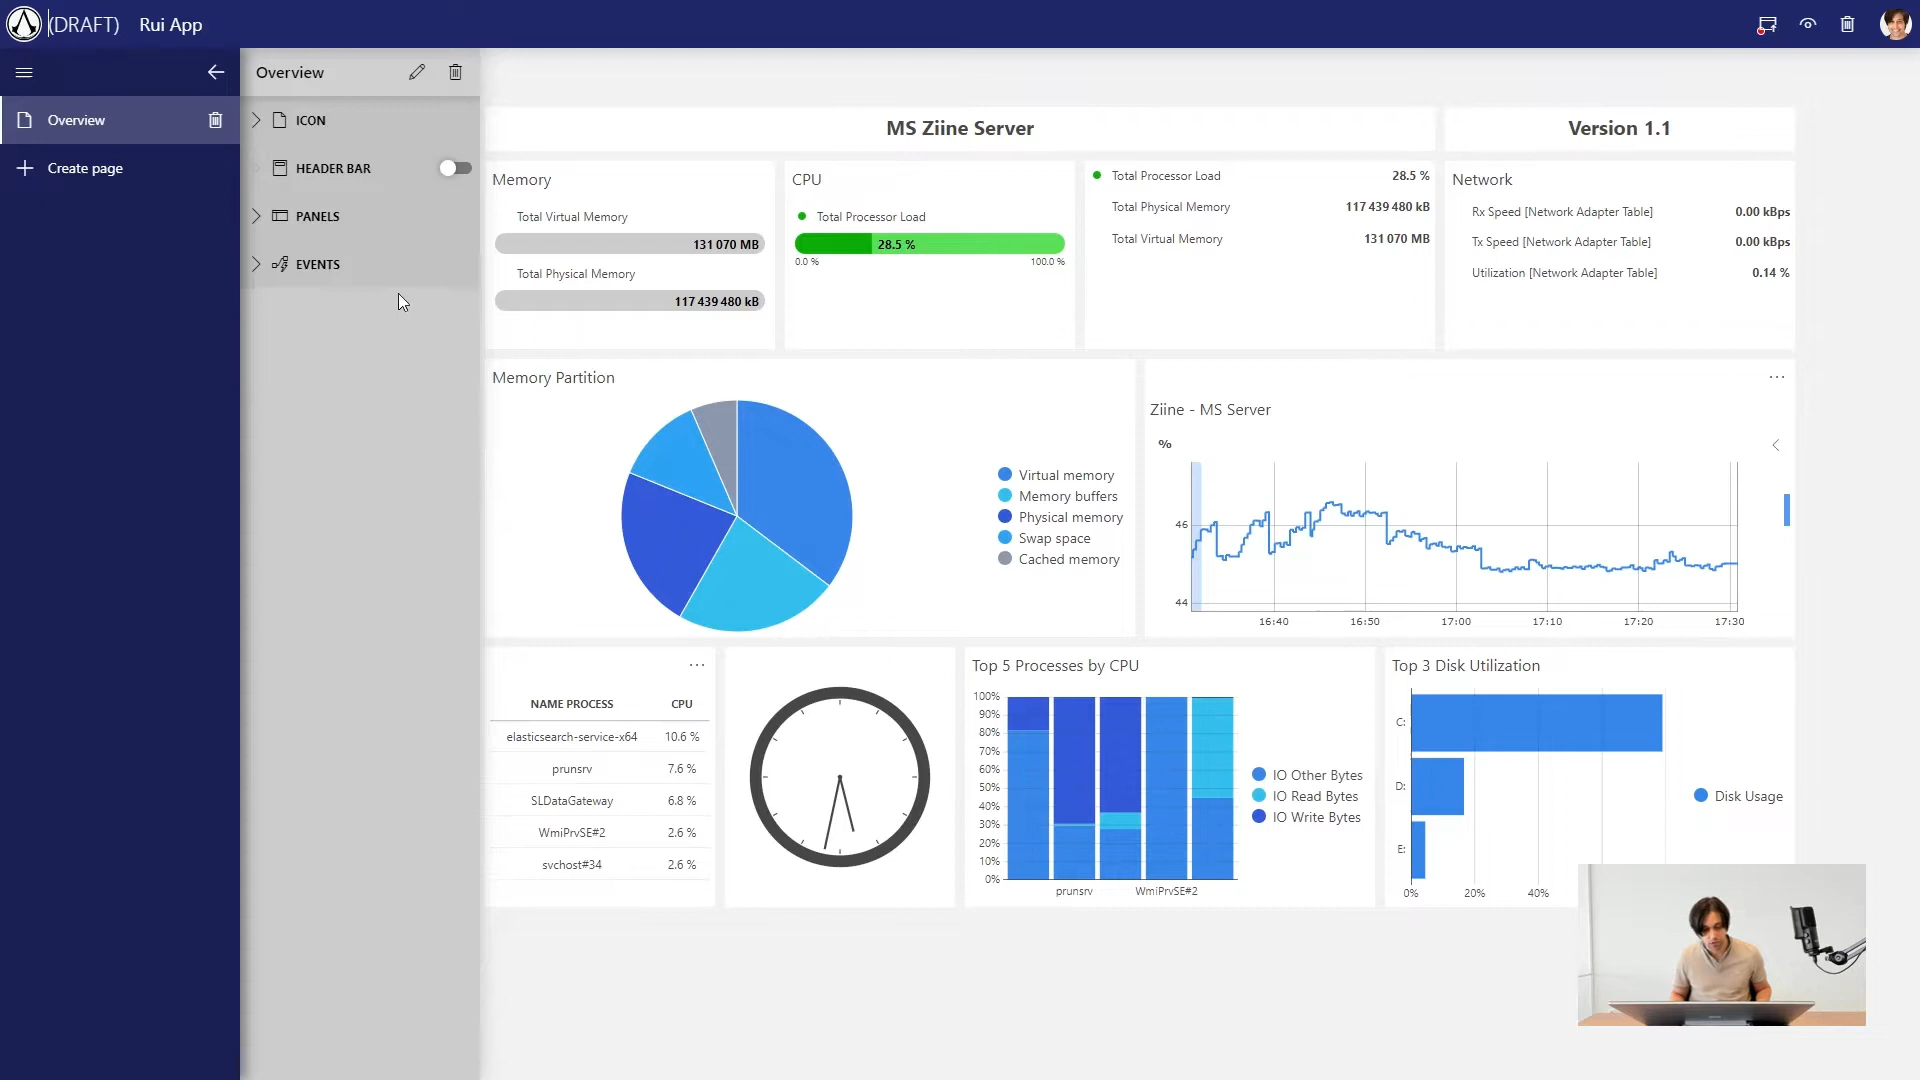 (DRAFT) Rui App
Overview
Create page
Overview
ICON
HEADER BAR
PANELS
EVENTS
MS Ziine Server
Version 1.1
Memory
Total Virtual Memory
131 070 MB
Total Physical Memory
117 439 480 kB
CPU
Total Processor Load
28.5 %
0.0 % 100.0 %
Total Processor Load 28.5 %
Total Physical Memory 117 439 480 kB
Total Virtual Memory 131 070 MB
Network
Rx Speed [Network Adapter Table] 0.00 kBps
Tx Speed [Network Adapter Table] 0.00 kBps
Utilization [Network Adapter Table] 0.14 %
Memory Partition
Virtual memory
Memory buffers
Physical memory
Swap space
Cached memory
Ziine - MS Server
%
46
44
16:40 16:50 17:00 17:10 17:20 17:30
NAME PROCESS CPU
elasticsearch-service-x64 10.6 %
prunsrv 7.6 %
SLDataGateway 6.8 %
WmiPrvSE#2 2.6 %
svchost#34 2.6 %
Top 5 Processes by CPU
100%
90%
80%
70%
60%
50%
40%
30%
20%
10%
0%
prunsrv WmiPrvSE#2
IO Other Bytes
IO Read Bytes
IO Write Bytes
Top 3 Disk Utilization
C:
D:
E:
0% 20% 40%
Disk Usage